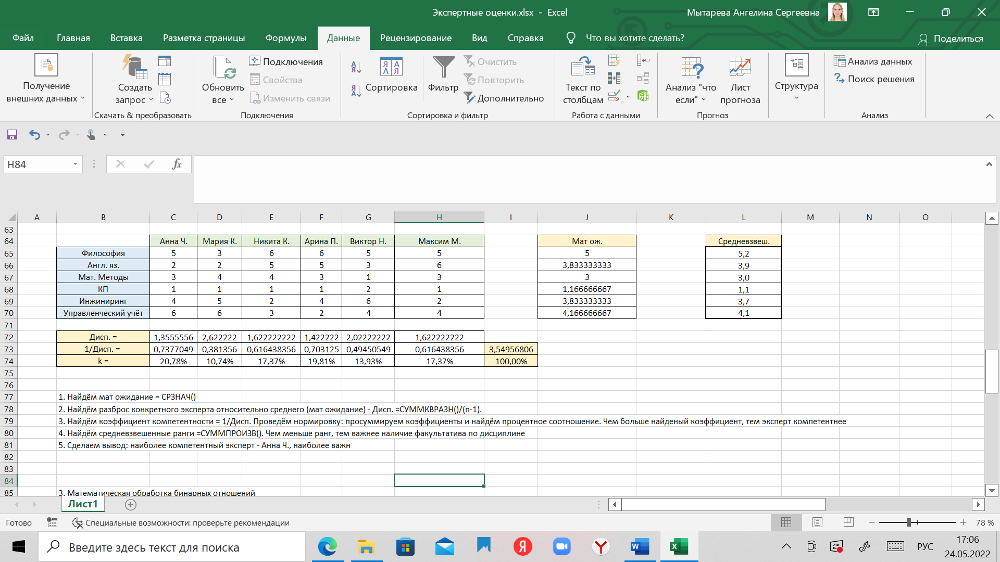 Экспертные оценки.xlsx - Excel
Мытарева Ангелина Сергеевна
Файл Главная Вставка Разметка страницы Формулы Данные Рецензирование Вид Справка Что вы хотите сделать? Поделиться
Получение внешних данных
Создать запрос
Скачать & преобразовать
Обновить все
Подключения
Свойства
Изменить связи
Подключения
Сортировка
Фильтр
Очистить
Повторить
Дополнительно
Сортировка и фильтр
Текст по столбцам
Работа с данными
Анализ "что если"
Лист прогноза
Прогноз
Структура
Анализ данных
Поиск решения
Анализ
H84
fx
A B C D E F G H I J K L M N O
63
64 Анна Ч. Мария К. Никита К. Арина П. Виктор Н. Максим М. Мат ож. Средневзвеш.
65 Философия 5 3 6 6 5 5 5 5,2
66 Англ. яз. 2 2 5 5 3 6 3,833333333 3,9
67 Мат. Методы 3 4 4 3 1 3 3 3,0
68 КП 1 1 1 1 2 1 1,166666667 1,1
69 Инжиниринг 4 5 2 4 6 2 3,833333333 3,7
70 Управленческий учёт 6 6 3 2 4 4 4,166666667 4,1
71
72 Дисп. = 1,3555556 2,622222 1,622222222 1,422222 2,02222222 1,622222222
73 1/Дисп. = 0,7377049 0,381356 0,616438356 0,703125 0,49450549 0,616438356 3,54956806
74 k = 20,78% 10,74% 17,37% 19,81% 13,93% 17,37% 100,00%
75
76
77 1. Найдём мат ожидание = СРЗНАЧ()
78 2. Найдём разброс конкретного эксперта относительно среднего (мат ожидание) - Дисп. =СУММКВРАЗН()/(n-1).
79 3. Найдём коэффициент компетентности = 1/Дисп. Проведём нормировку: просуммируем коэффициенты и найдём процентное соотношение. Чем больше найденый коэффициент, тем эксперт компетентнее
80 4. Найдём средневзвешенные ранги =СУММПРОИЗВ(). Чем меньше ранг, тем важнее наличие факультатива по дисциплине
81 5. Сделаем вывод: наиболее компетентный эксперт - Анна Ч., наиболее важн
82
83
84
85 3. Математическая обработка бинарных отношений
Лист1
Готово
Специальные возможности: проверьте рекомендации
78 %
Введите здесь текст для поиска
РУС
17:06
24.05.2022